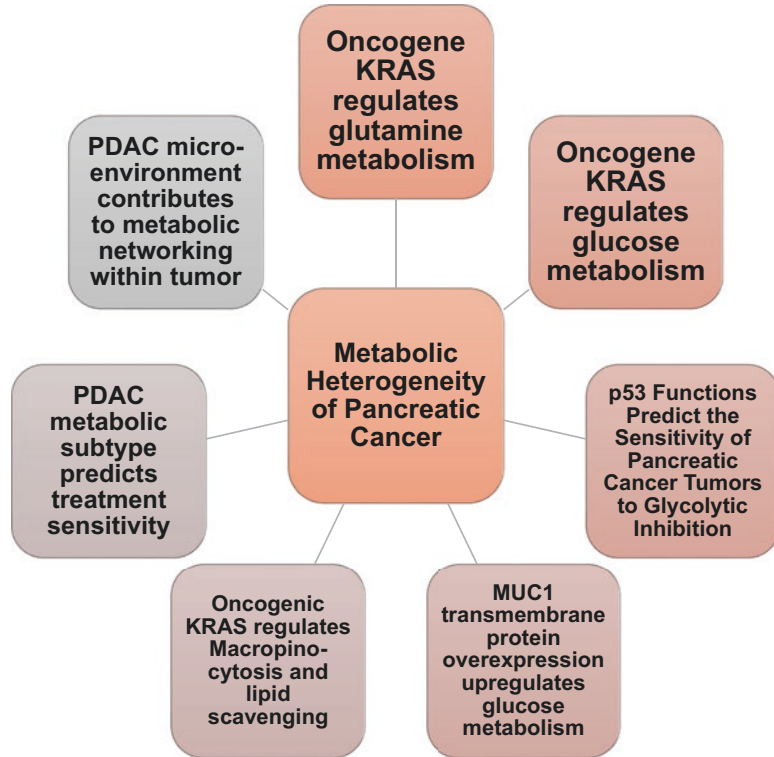 Oncogene
KRAS
regulates
glutamine
metabolism
Oncogene
KRAS
regulates
glucose
metabolism
p53 Functions
Predict the
Sensitivity of
Pancreatic
Cancer Tumors
to Glycolytic
Inhibition
MUC1
transmembrane
protein
overexpression
upregulates
glucose
metabolism
Oncogenic
KRAS regulates
Macropino-
cytosis and
lipid
scavenging
PDAC
metabolic
subtype
predicts
treatment
sensitivity
PDAC micro-
environment
contributes
to metabolic
networking
within tumor
Metabolic
Heterogeneity
of Pancreatic
Cancer